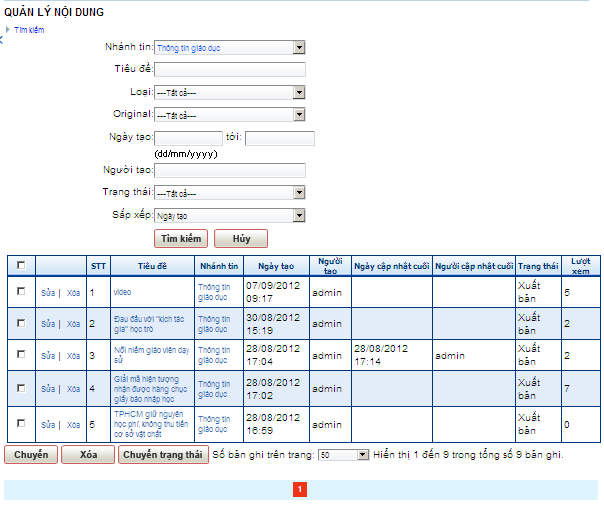 QUẢN LÝ NỘI DUNG
Tìm kiếm
Nhánh tin: Thông tin giáo dục
Tiêu đề:
Loại: ---Tất cả---
Original: ---Tất cả---
Ngày tạo: tới:
(dd/mm/yyyy)
Người tạo:
Trạng thái: ---Tất cả---
Sắp xếp: Ngày tạo
Tìm kiếm Hủy
STT Tiêu đề Nhánh tin Ngày tạo Người tạo Ngày cập nhật cuối Người cập nhật cuối Trạng thái Lượt xem
Sửa | Xóa 1 video Thông tin giáo dục 07/09/2012 09:17 admin Xuất bản 5
Sửa | Xóa 2 Đau đầu với "kịch tác gia" học trò Thông tin giáo dục 30/08/2012 15:19 admin Xuất bản 2
Sửa | Xóa 3 Nỗi niềm giáo viên dạy sử Thông tin giáo dục 28/08/2012 17:04 admin 28/08/2012 17:14 admin Xuất bản 2
Sửa | Xóa 4 Giải mã hiện tượng nhận được hàng chục giấy báo nhập học Thông tin giáo dục 28/08/2012 17:02 admin Xuất bản 7
Sửa | Xóa 5 TPHCM giữ nguyên học phí, không thu tiền cơ sở vật chất Thông tin giáo dục 28/08/2012 16:59 admin Xuất bản 0
Chuyển Xóa Chuyển trạng thái Số bản ghi trên trang: 50 Hiển thị 1 đến 9 trong tổng số 9 bản ghi.
1